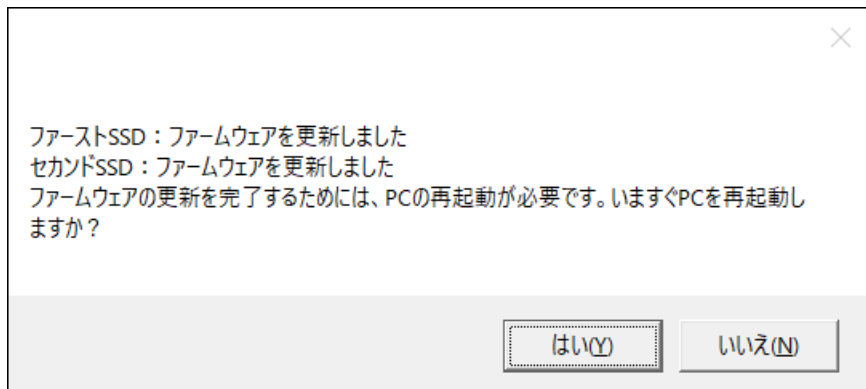 ファーストSSD：ファームウェアを更新しました
セカンドSSD：ファームウェアを更新しました
ファームウェアの更新を完了するためには、PCの再起動が必要です。いますぐPCを再起動し
ますか？
はい(Y)
いいえ(N)